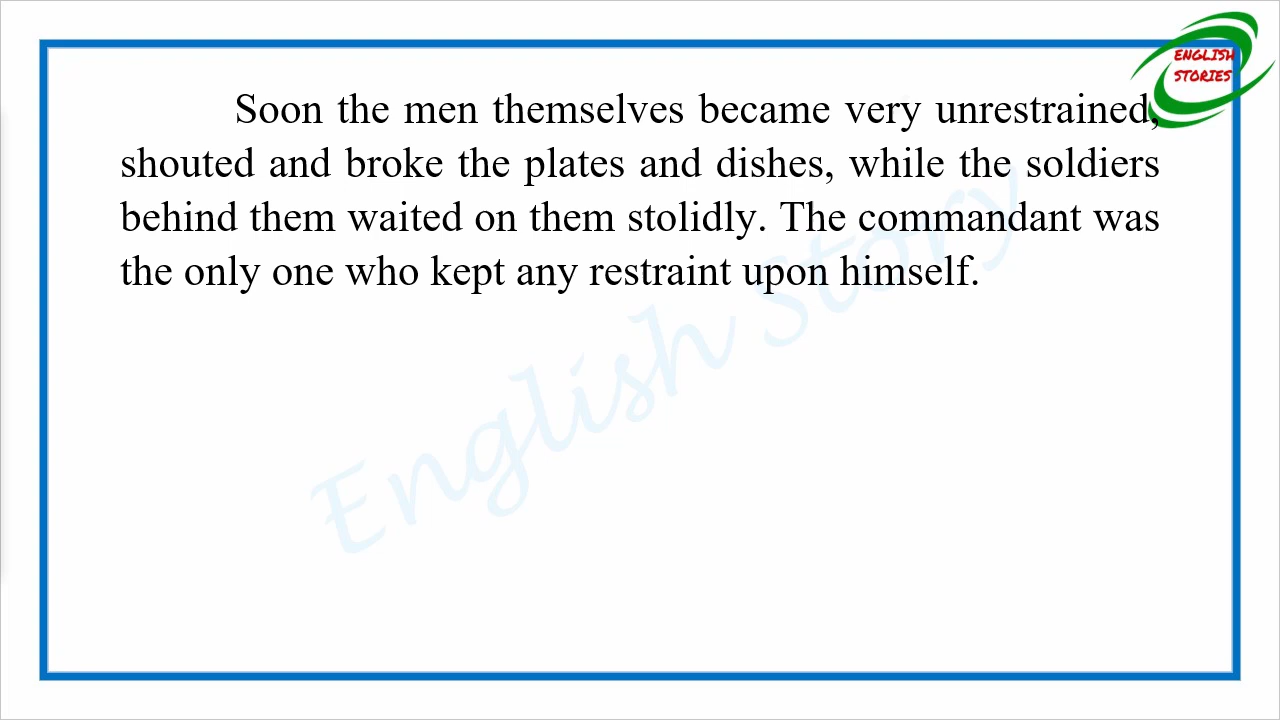 ENGLISH
STORIES
Soon the men themselves became very unrestrained,
shouted and broke the plates and dishes, while the soldiers
behind them waited on them stolidly. The commandant was
the only one who kept any restraint upon himself.
English Story